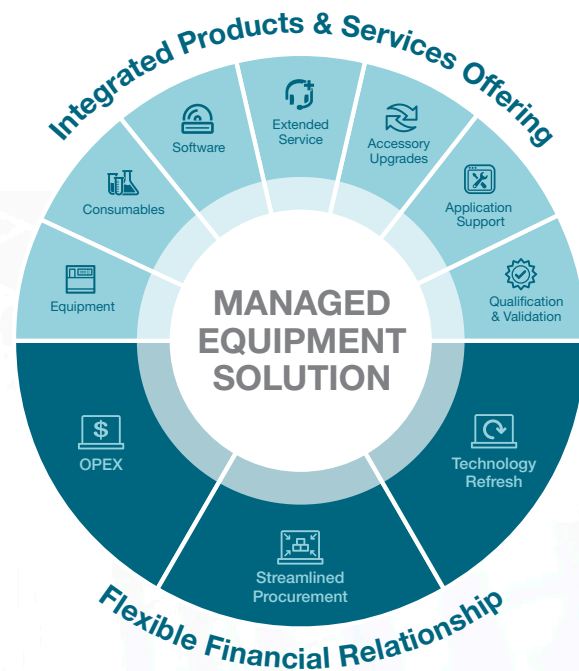 Integrated Products & Services Offering
Equipment
Consumables
Software
Extended
Service
Accessory
Upgrades
Application
Support
Qualification
& Validation
MANAGED
EQUIPMENT
SOLUTION
$
OPEX
Technology
Refresh
Streamlined
Procurement
Flexible Financial Relationship